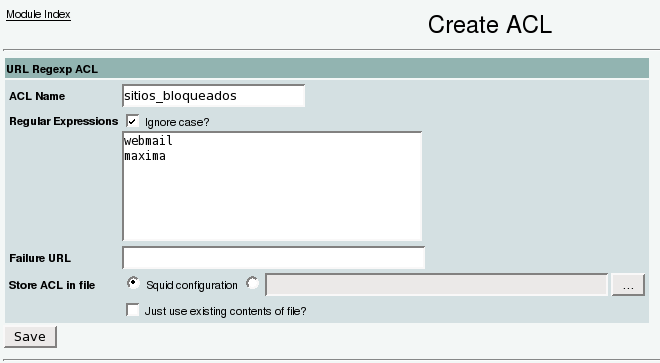 Module Index
Create ACL
URL Regexp ACL
ACL Name sitios_bloqueados
Regular Expressions Ignore case?
webmail
maxima
Failure URL
Store ACL in file Squid configuration ...
Just use existing contents of file?
Save